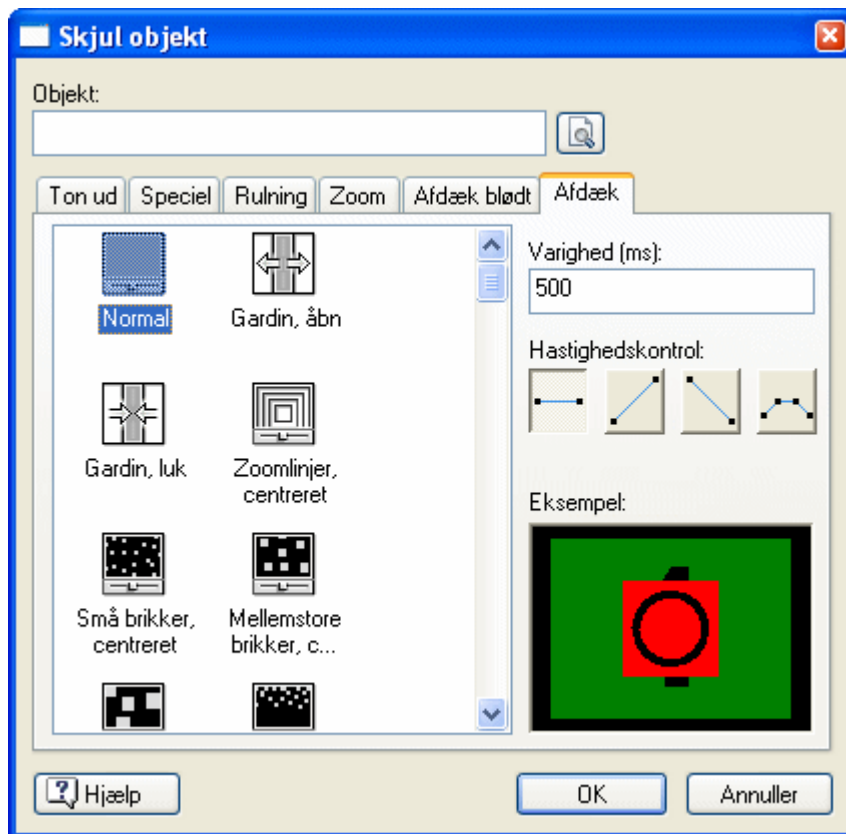 Skjul objekt
Objekt:
Ton ud Speciel Rulning Zoom Afdæk blødt Afdæk
Normal
Gardin, åbn
Gardin, luk
Zoomlinjer,
centreret
Små brikker,
centreret
Mellemstore
brikker, c...
Varighed (ms):
500
Hastighedskontrol:
Eksempel:
Hjælp
OK
Annuller